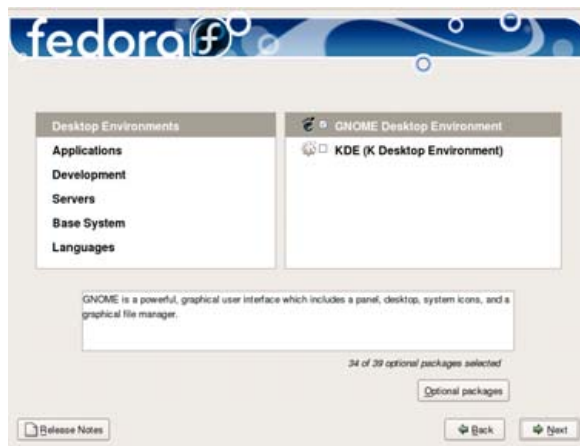 fedora
Desktop Environments
Applications
Development
Servers
Base System
Languages
GNOME Desktop Environment
KDE (K Desktop Environment)
GNOME is a powerful, graphical user interface which includes a panel, desktop, system icons, and a
graphical file manager.
34 of 39 optional packages selected
Optional packages
Release Notes
Back
Next